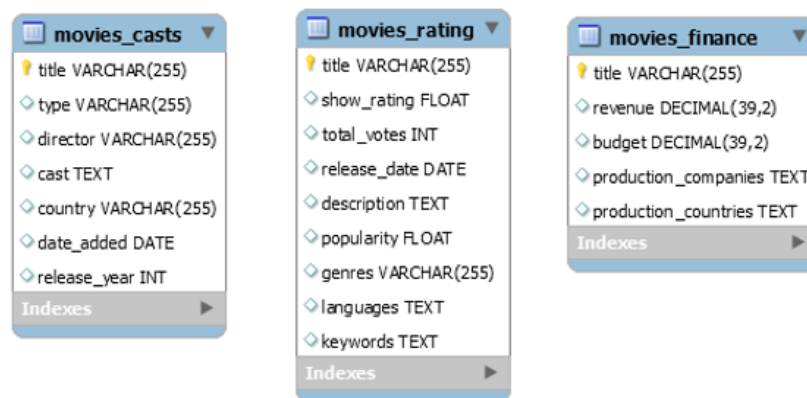 movies_casts
title VARCHAR(255)
type VARCHAR(255)
director VARCHAR(255)
cast TEXT
country VARCHAR(255)
date_added DATE
release_year INT
Indexes
movies_rating
title VARCHAR(255)
show_rating FLOAT
total_votes INT
release_date DATE
description TEXT
popularity FLOAT
genres VARCHAR(255)
languages TEXT
keywords TEXT
Indexes
movies_finance
title VARCHAR(255)
revenue DECIMAL(39,2)
budget DECIMAL(39,2)
production_companies TEXT
production_countries TEXT
Indexes